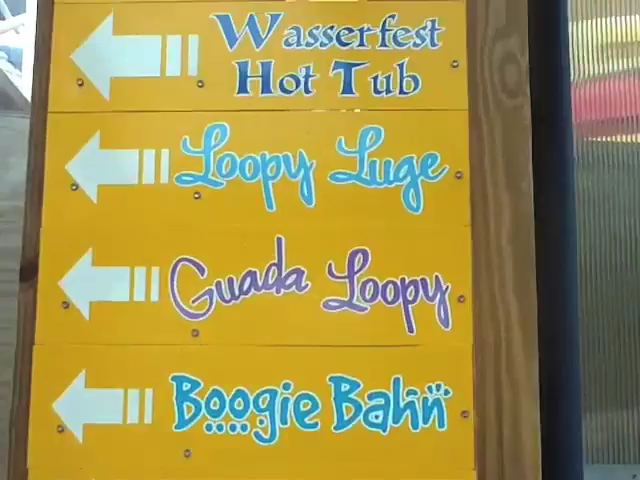 Wasserfest
Hot Tub
Loopy Luge
Guada Loopy
Boogie Bahn